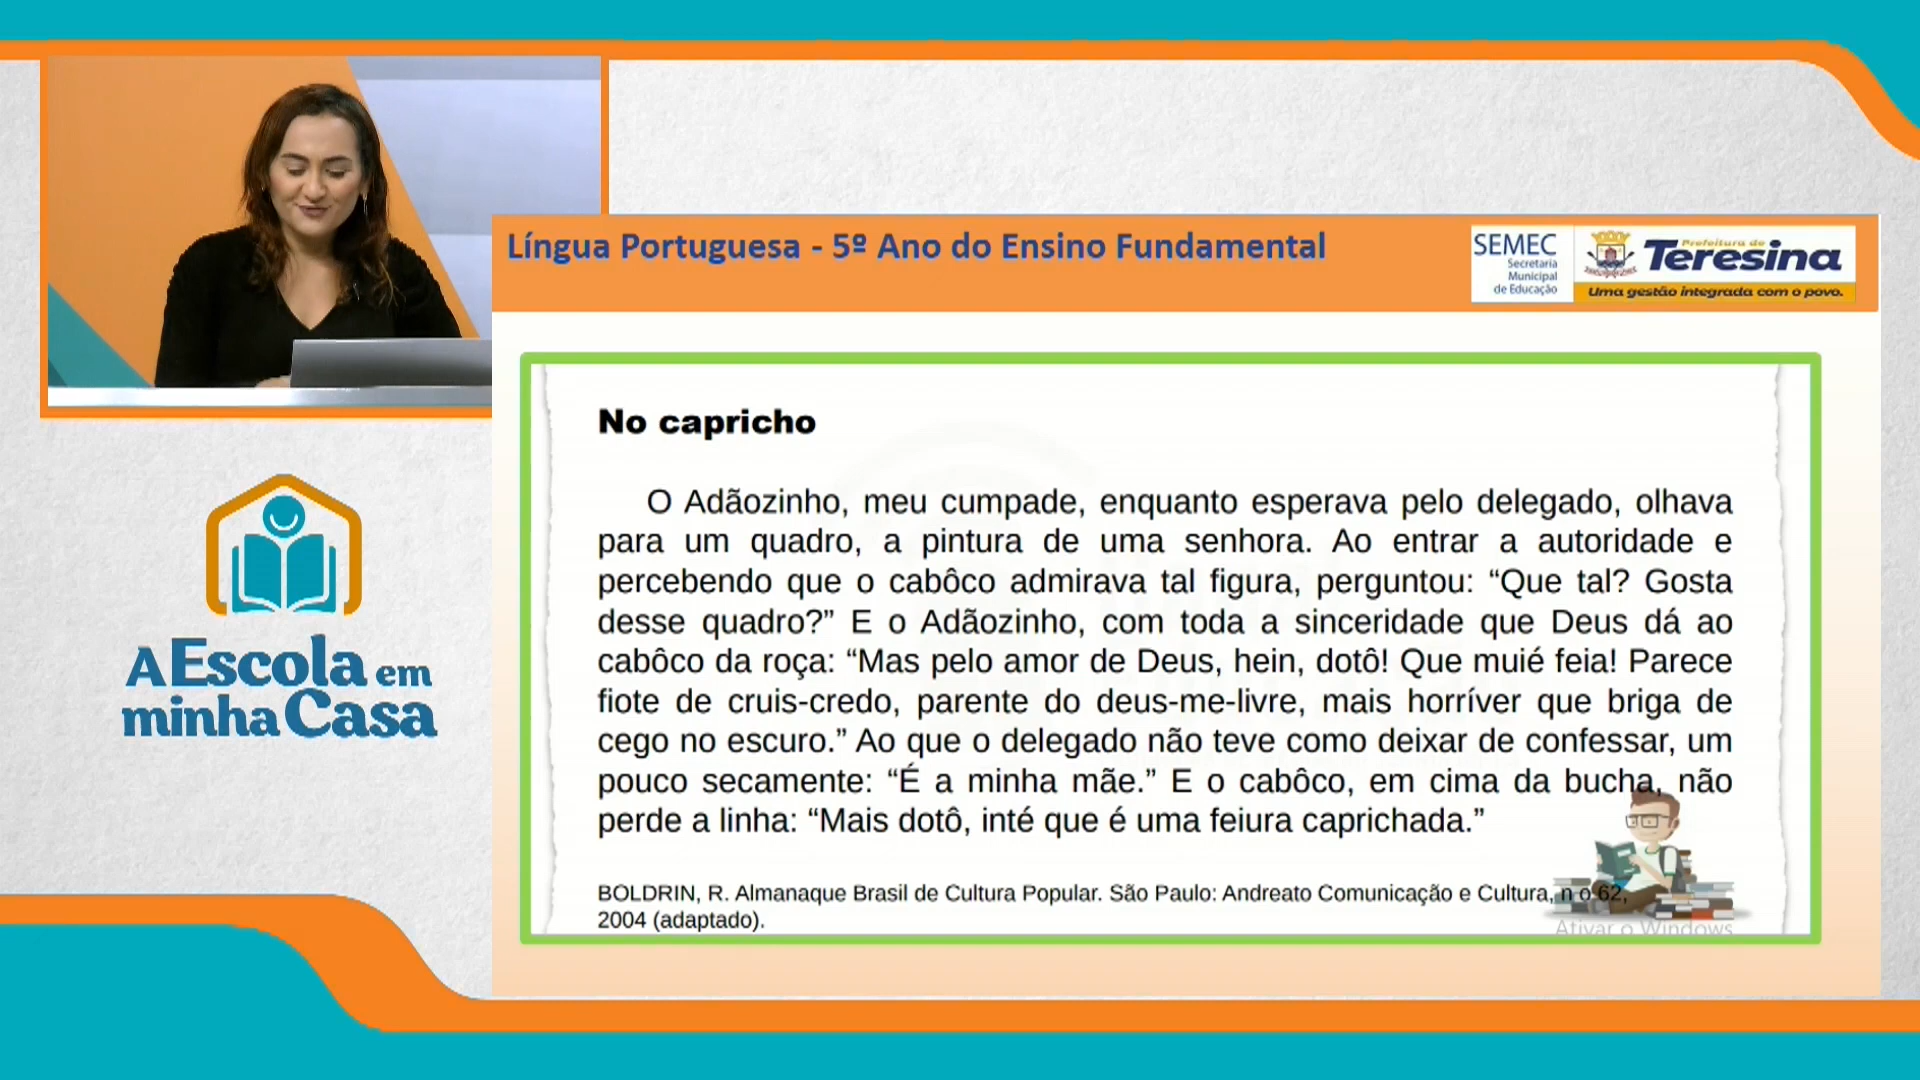 Língua Portuguesa - 5º Ano do Ensino Fundamental
SEMEC
Secretaria
Municipal
de Educação
Prefeitura de
Teresina
Uma gestão integrada com o povo.
No capricho
O Adãozinho, meu cumpade, enquanto esperava pelo delegado, olhava
para um quadro, a pintura de uma senhora. Ao entrar a autoridade e
percebendo que o cabôco admirava tal figura, perguntou: “Que tal? Gosta
desse quadro?” E o Adãozinho, com toda a sinceridade que Deus dá ao
cabôco da roça: “Mas pelo amor de Deus, hein, dotô! Que muié feia! Parece
fiote de cruis-credo, parente do deus-me-livre, mais horríver que briga de
cego no escuro.” Ao que o delegado não teve como deixar de confessar, um
pouco secamente: “É a minha mãe.” E o cabôco, em cima da bucha, não
perde a linha: “Mais dotô, inté que é uma feiura caprichada.”
BOLDRIN, R. Almanaque Brasil de Cultura Popular. São Paulo: Andreato Comunicação e Cultura, n o 62,
2004 (adaptado).
Ativar o Windows
A Escola em
minha Casa